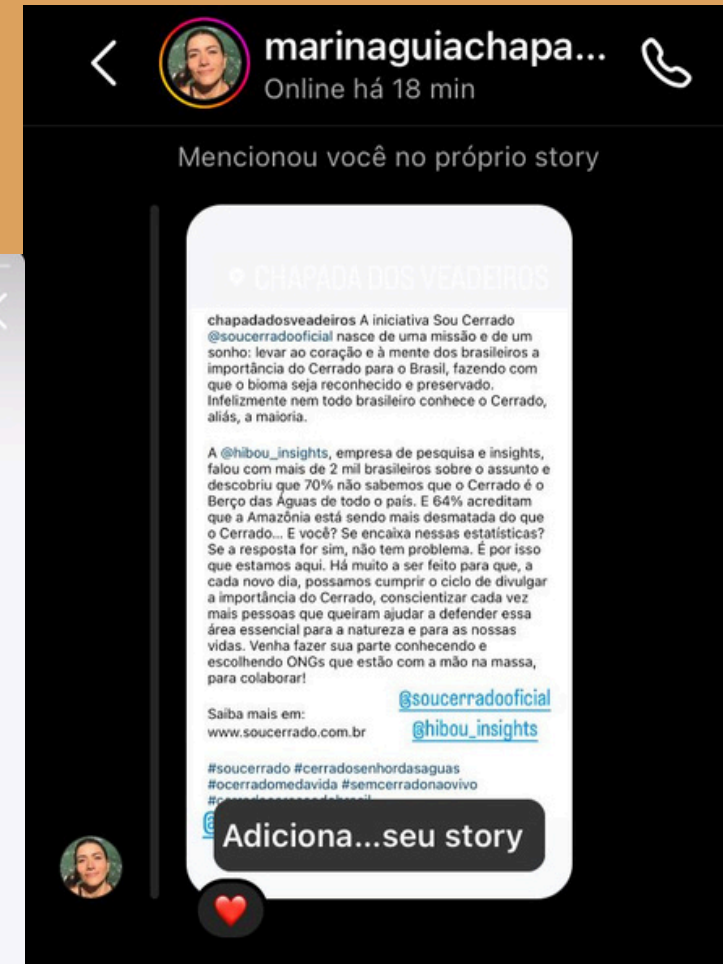 marinaguiachapa...
Online há 18 min
Mencionou você no próprio story
CHAPADA DOS VEADEIROS
chapadadosveadeiros A iniciativa Sou Cerrado
@soucerradooficial nasce de uma missão e de um
sonho: levar ao coração e à mente dos brasileiros a
importância do Cerrado para o Brasil, fazendo com
que o bioma seja reconhecido e preservado.
Infelizmente nem todo brasileiro conhece o Cerrado,
aliás, a maioria.
A @hibou_insights, empresa de pesquisa e insights,
falou com mais de 2 mil brasileiros sobre o assunto e
descobriu que 70% não sabemos que o Cerrado é o
Berço das Águas de todo o país. E 64% acreditam
que a Amazônia está sendo mais desmatada do que
o Cerrado... E você? Se encaixa nessas estatísticas?
Se a resposta for sim, não tem problema. É por isso
que estamos aqui. Há muito a ser feito para que, a
cada novo dia, possamos cumprir o ciclo de divulgar
a importância do Cerrado, conscientizar cada vez
mais pessoas que queiram ajudar a defender essa
área essencial para a natureza e para as nossas
vidas. Venha fazer sua parte conhecendo e
escolhendo ONGs que estão com a mão na massa,
para colaborar!
@soucerradooficial
Saiba mais em:
www.soucerrado.com.br
@hibou_insights
#soucerrado #cerradosenhordasaguas
#ocerradomedavida #semcerradonaovivo
Adiciona...seu story